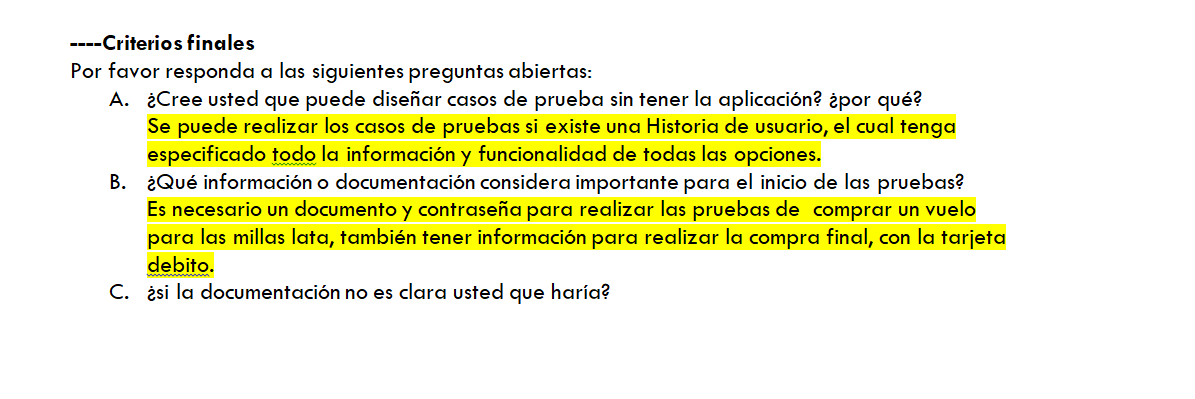 ----Criterios finales
Por favor responda a las siguientes preguntas abiertas:
A. ¿Cree usted que puede diseñar casos de prueba sin tener la aplicación? ¿por qué?
Se puede realizar los casos de pruebas si existe una Historia de usuario, el cual tenga
especificado todo la información y funcionalidad de todas las opciones.
B. ¿Qué información o documentación considera importante para el inicio de las pruebas?
Es necesario un documento y contraseña para realizar las pruebas de  comprar un vuelo
para las millas lata, también tener información para realizar la compra final, con la tarjeta
debito.
C. ¿si la documentación no es clara usted que haría?